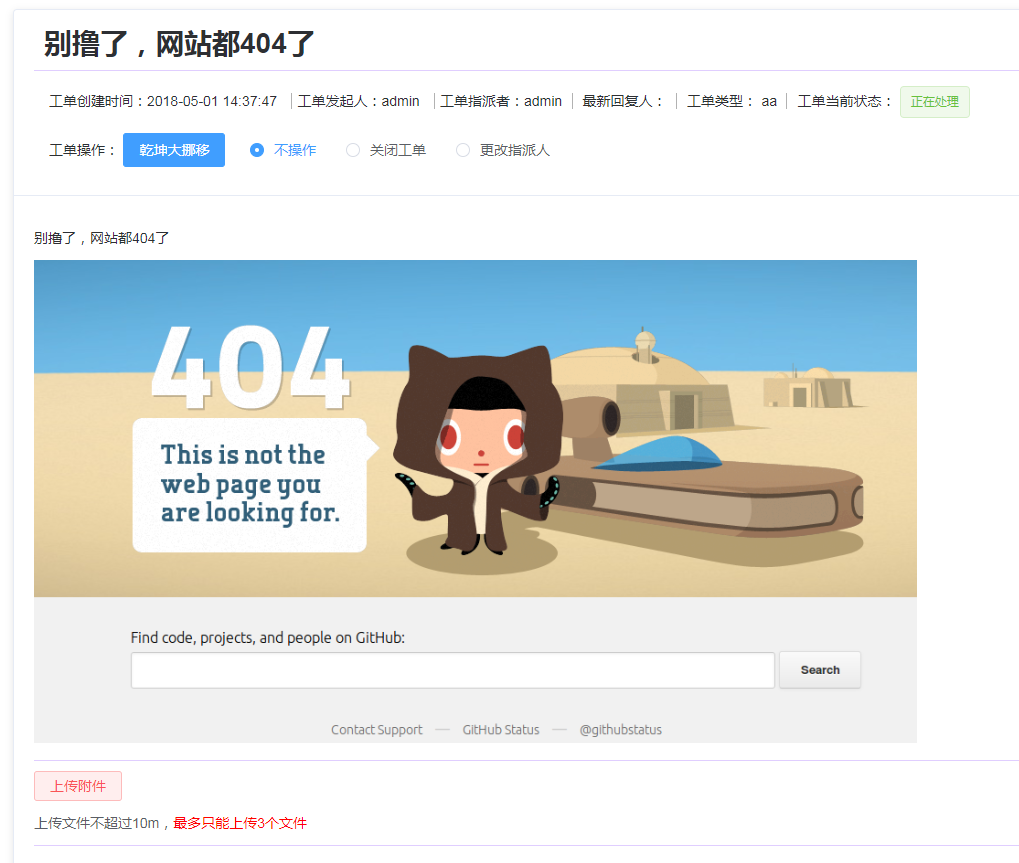 别撸了，网站都404了
工单创建时间：2018-05-01 14:37:47 工单发起人：admin 工单指派者：admin 最新回复人： 工单类型： aa 工单当前状态： 正在处理
工单操作： 乾坤大挪移 不操作 关闭工单 更改指派人
别撸了，网站都404了
404
This is not the
web page you
are looking for.
Find code, projects, and people on GitHub:
Search
Contact Support — GitHub Status — @githubstatus
上传附件
上传文件不超过10m，最多只能上传3个文件